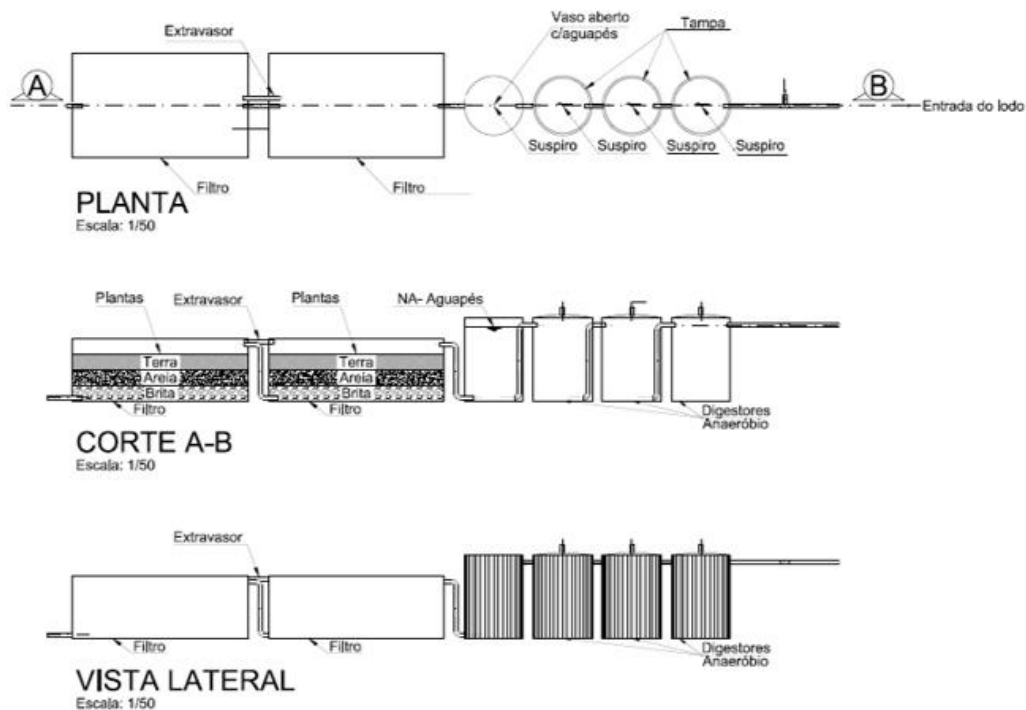 Vaso aberto
c/aguapés
Tampa
Extravasor
A
B
Entrada do lodo
Suspiro
Suspiro
Suspiro
Suspiro
Filtro
Filtro
PLANTA
Escala: 1/50
Plantas
Extravasor
Plantas
NA- Aguapés
Terra
Terra
Areia
Areia
Brita
Brita
Filtro
Filtro
Digestores
Anaeróbio
CORTE A-B
Escala: 1/50
Extravasor
Filtro
Filtro
Digestores
Anaeróbio
VISTA LATERAL
Escala: 1/50